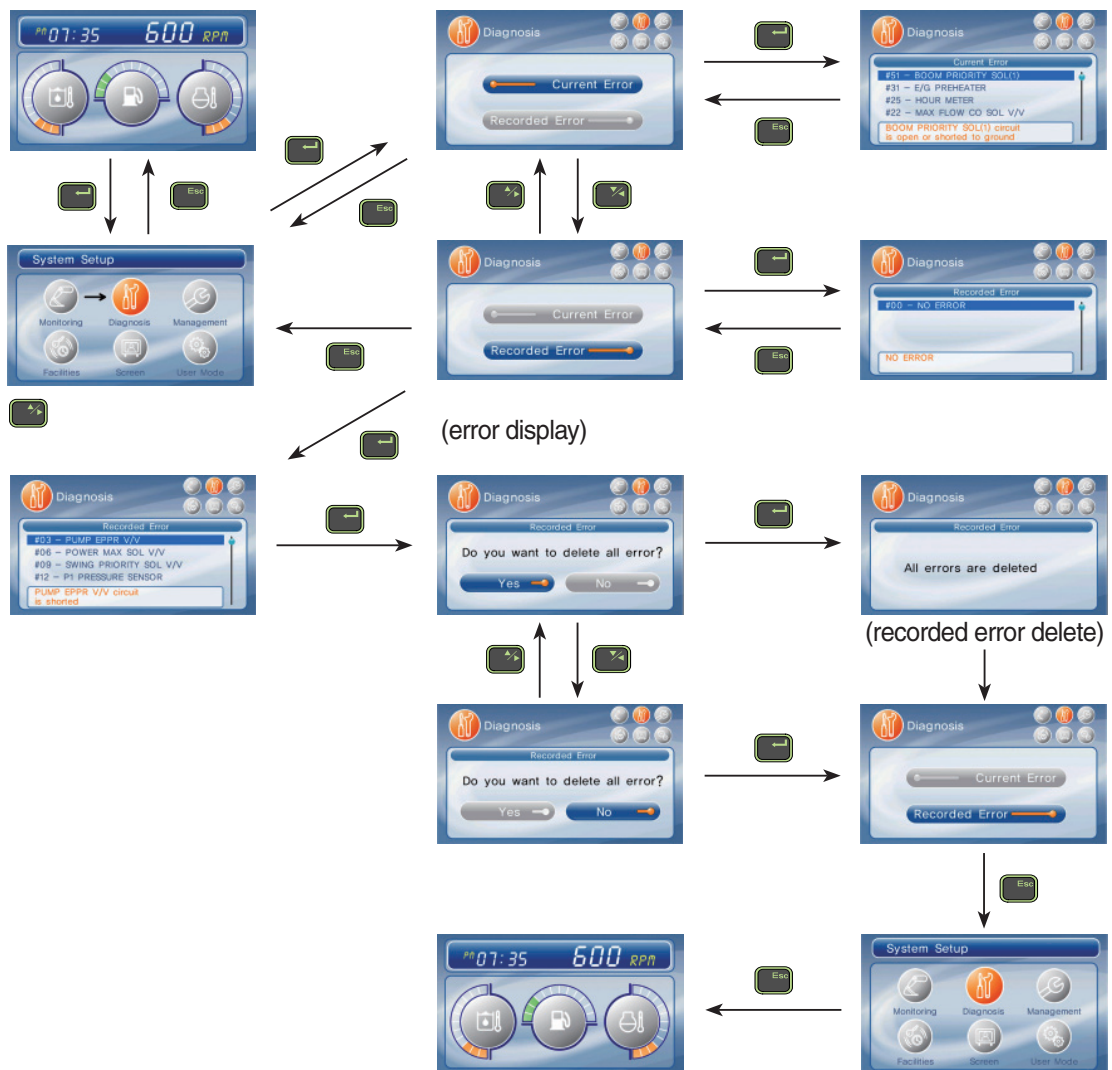 PM 07:35 600 RPM
Diagnosis
Current Error
Recorded Error
Diagnosis
Current Error
#51 - BOOM PRIORITY SOL(1)
#31 - E/G PREHEATER
#25 - HOUR METER
#22 - MAX FLOW CO SOL V/V
BOOM PRIORITY SOL(1) circuit
is open or shorted to ground
Esc
Esc
Esc
System Setup
Monitoring
Diagnosis
Management
Facilities
Screen
User Mode
Diagnosis
Current Error
Recorded Error
Diagnosis
Recorded Error
#00 - NO ERROR
NO ERROR
Esc
Esc
(error display)
Diagnosis
Recorded Error
#03 - PUMP EPPR V/V
#06 - POWER MAX SOL V/V
#09 - SWING PRIORITY SOL V/V
#12 - P1 PRESSURE SENSOR
PUMP EPPR V/V circuit
is shorted
Diagnosis
Recorded Error
Do you want to delete all error?
Yes
No
Diagnosis
Recorded Error
All errors are deleted
(recorded error delete)
Diagnosis
Recorded Error
Do you want to delete all error?
Yes
No
Diagnosis
Current Error
Recorded Error
Esc
PM 07:35 600 RPM
Esc
System Setup
Monitoring
Diagnosis
Management
Facilities
Screen
User Mode